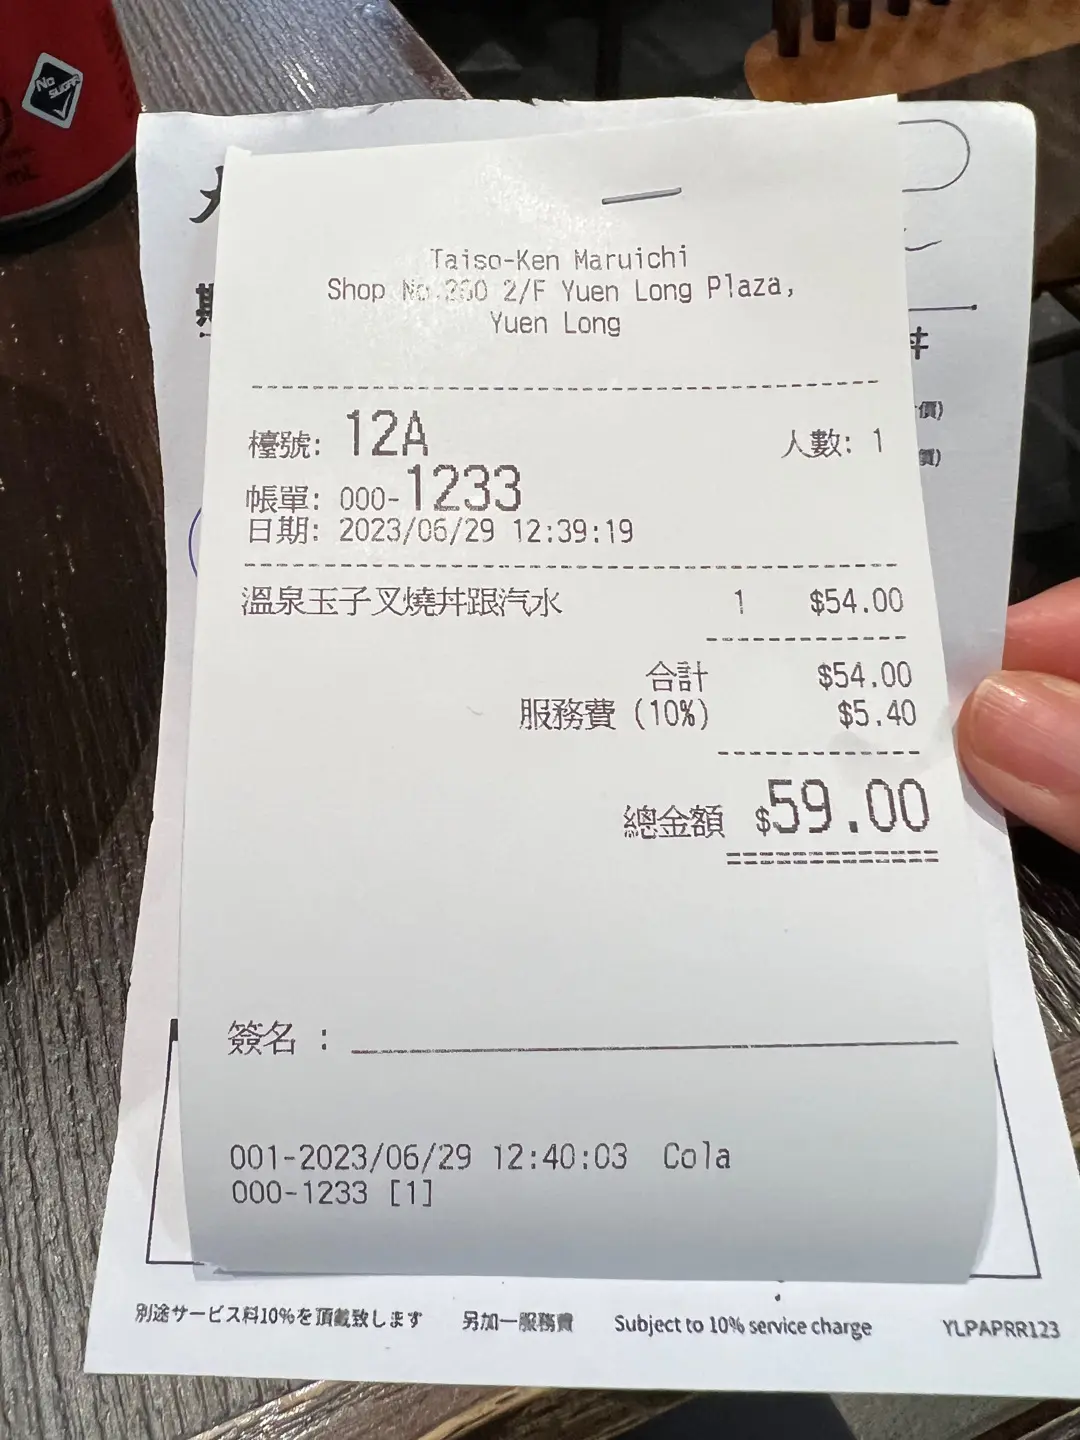 No
SUGAR
Taiso-Ken Maruichi
Shop No.260 2/F Yuen Long Plaza,
Yuen Long
檯號: 12A 人數: 1
帳單: 000-1233
日期: 2023/06/29 12:39:19
溫泉玉子叉燒丼跟汽水 1 $54.00
合計 $54.00
服務費 (10%) $5.40
總金額 $59.00
簽名 :
001-2023/06/29 12:40:03 Cola
000-1233 [1]
別途サービス料10%を頂載致します 另加一服務費 Subject to 10% service charge YLPAPRR123